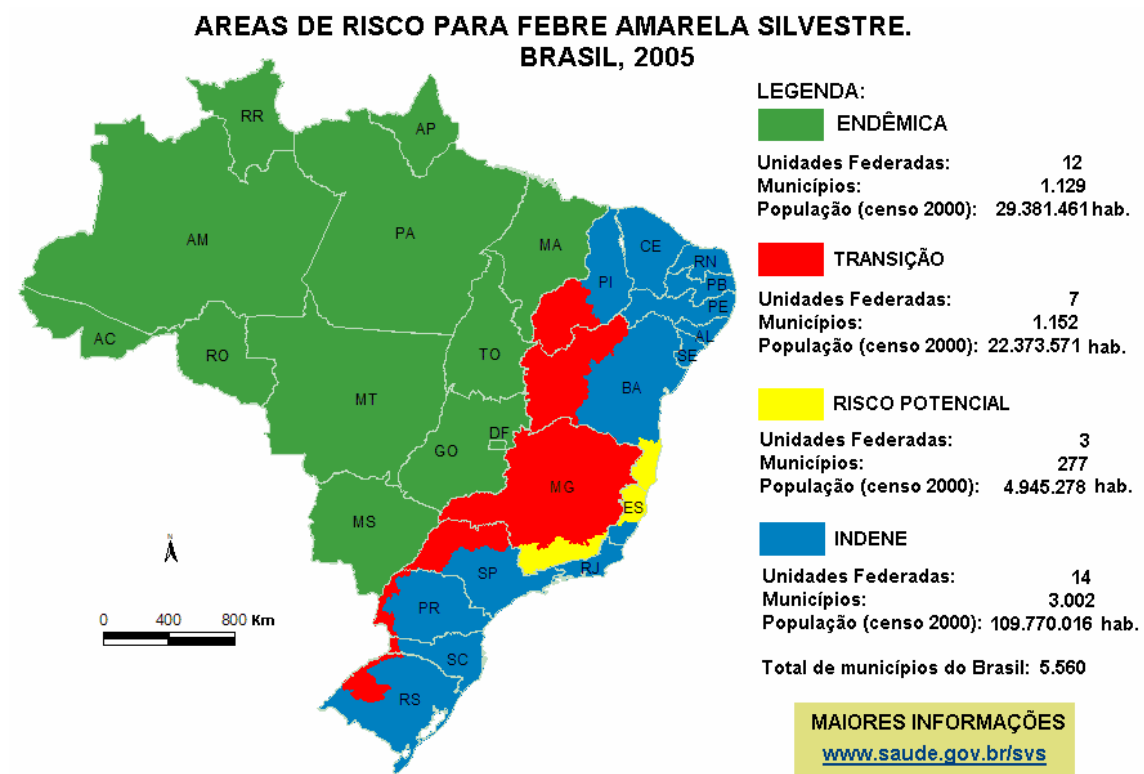 AREAS DE RISCO PARA FEBRE AMARELA SILVESTRE.
BRASIL, 2005
LEGENDA:
ENDÊMICA
Unidades Federadas: 12
Municípios: 1.129
População (censo 2000): 29.381.461 hab.
TRANSIÇÃO
Unidades Federadas: 7
Municípios: 1.152
População (censo 2000): 22.373.571 hab.
RISCO POTENCIAL
Unidades Federadas: 3
Municípios: 277
População (censo 2000): 4.945.278 hab.
INDENE
Unidades Federadas: 14
Municípios: 3.002
População (censo 2000): 109.770.016 hab.
Total de municípios do Brasil: 5.560
MAIORES INFORMAÇÕES
www.saude.gov.br/svs
RR
AP
AM
PA
MA
CE
RN
PI
PB
PE
AL
AC
RO
TO
SE
MT
BA
DF
GO
MG
ES
MS
SP
RJ
PR
SC
RS
N
0 400 800 Km